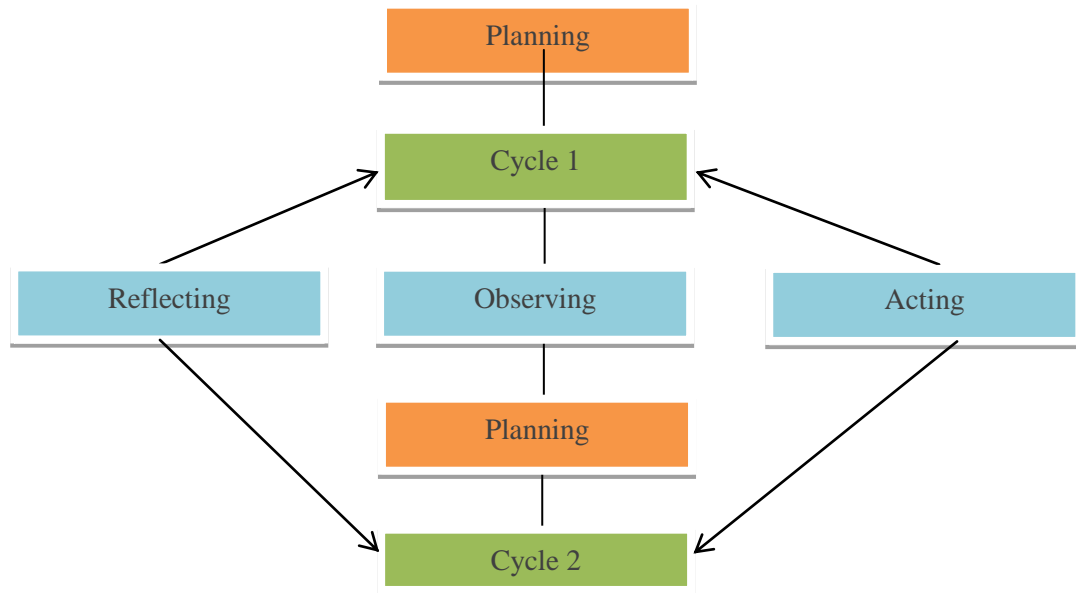 Planning
Cycle 1
Reflecting
Observing
Acting
Planning
Cycle 2